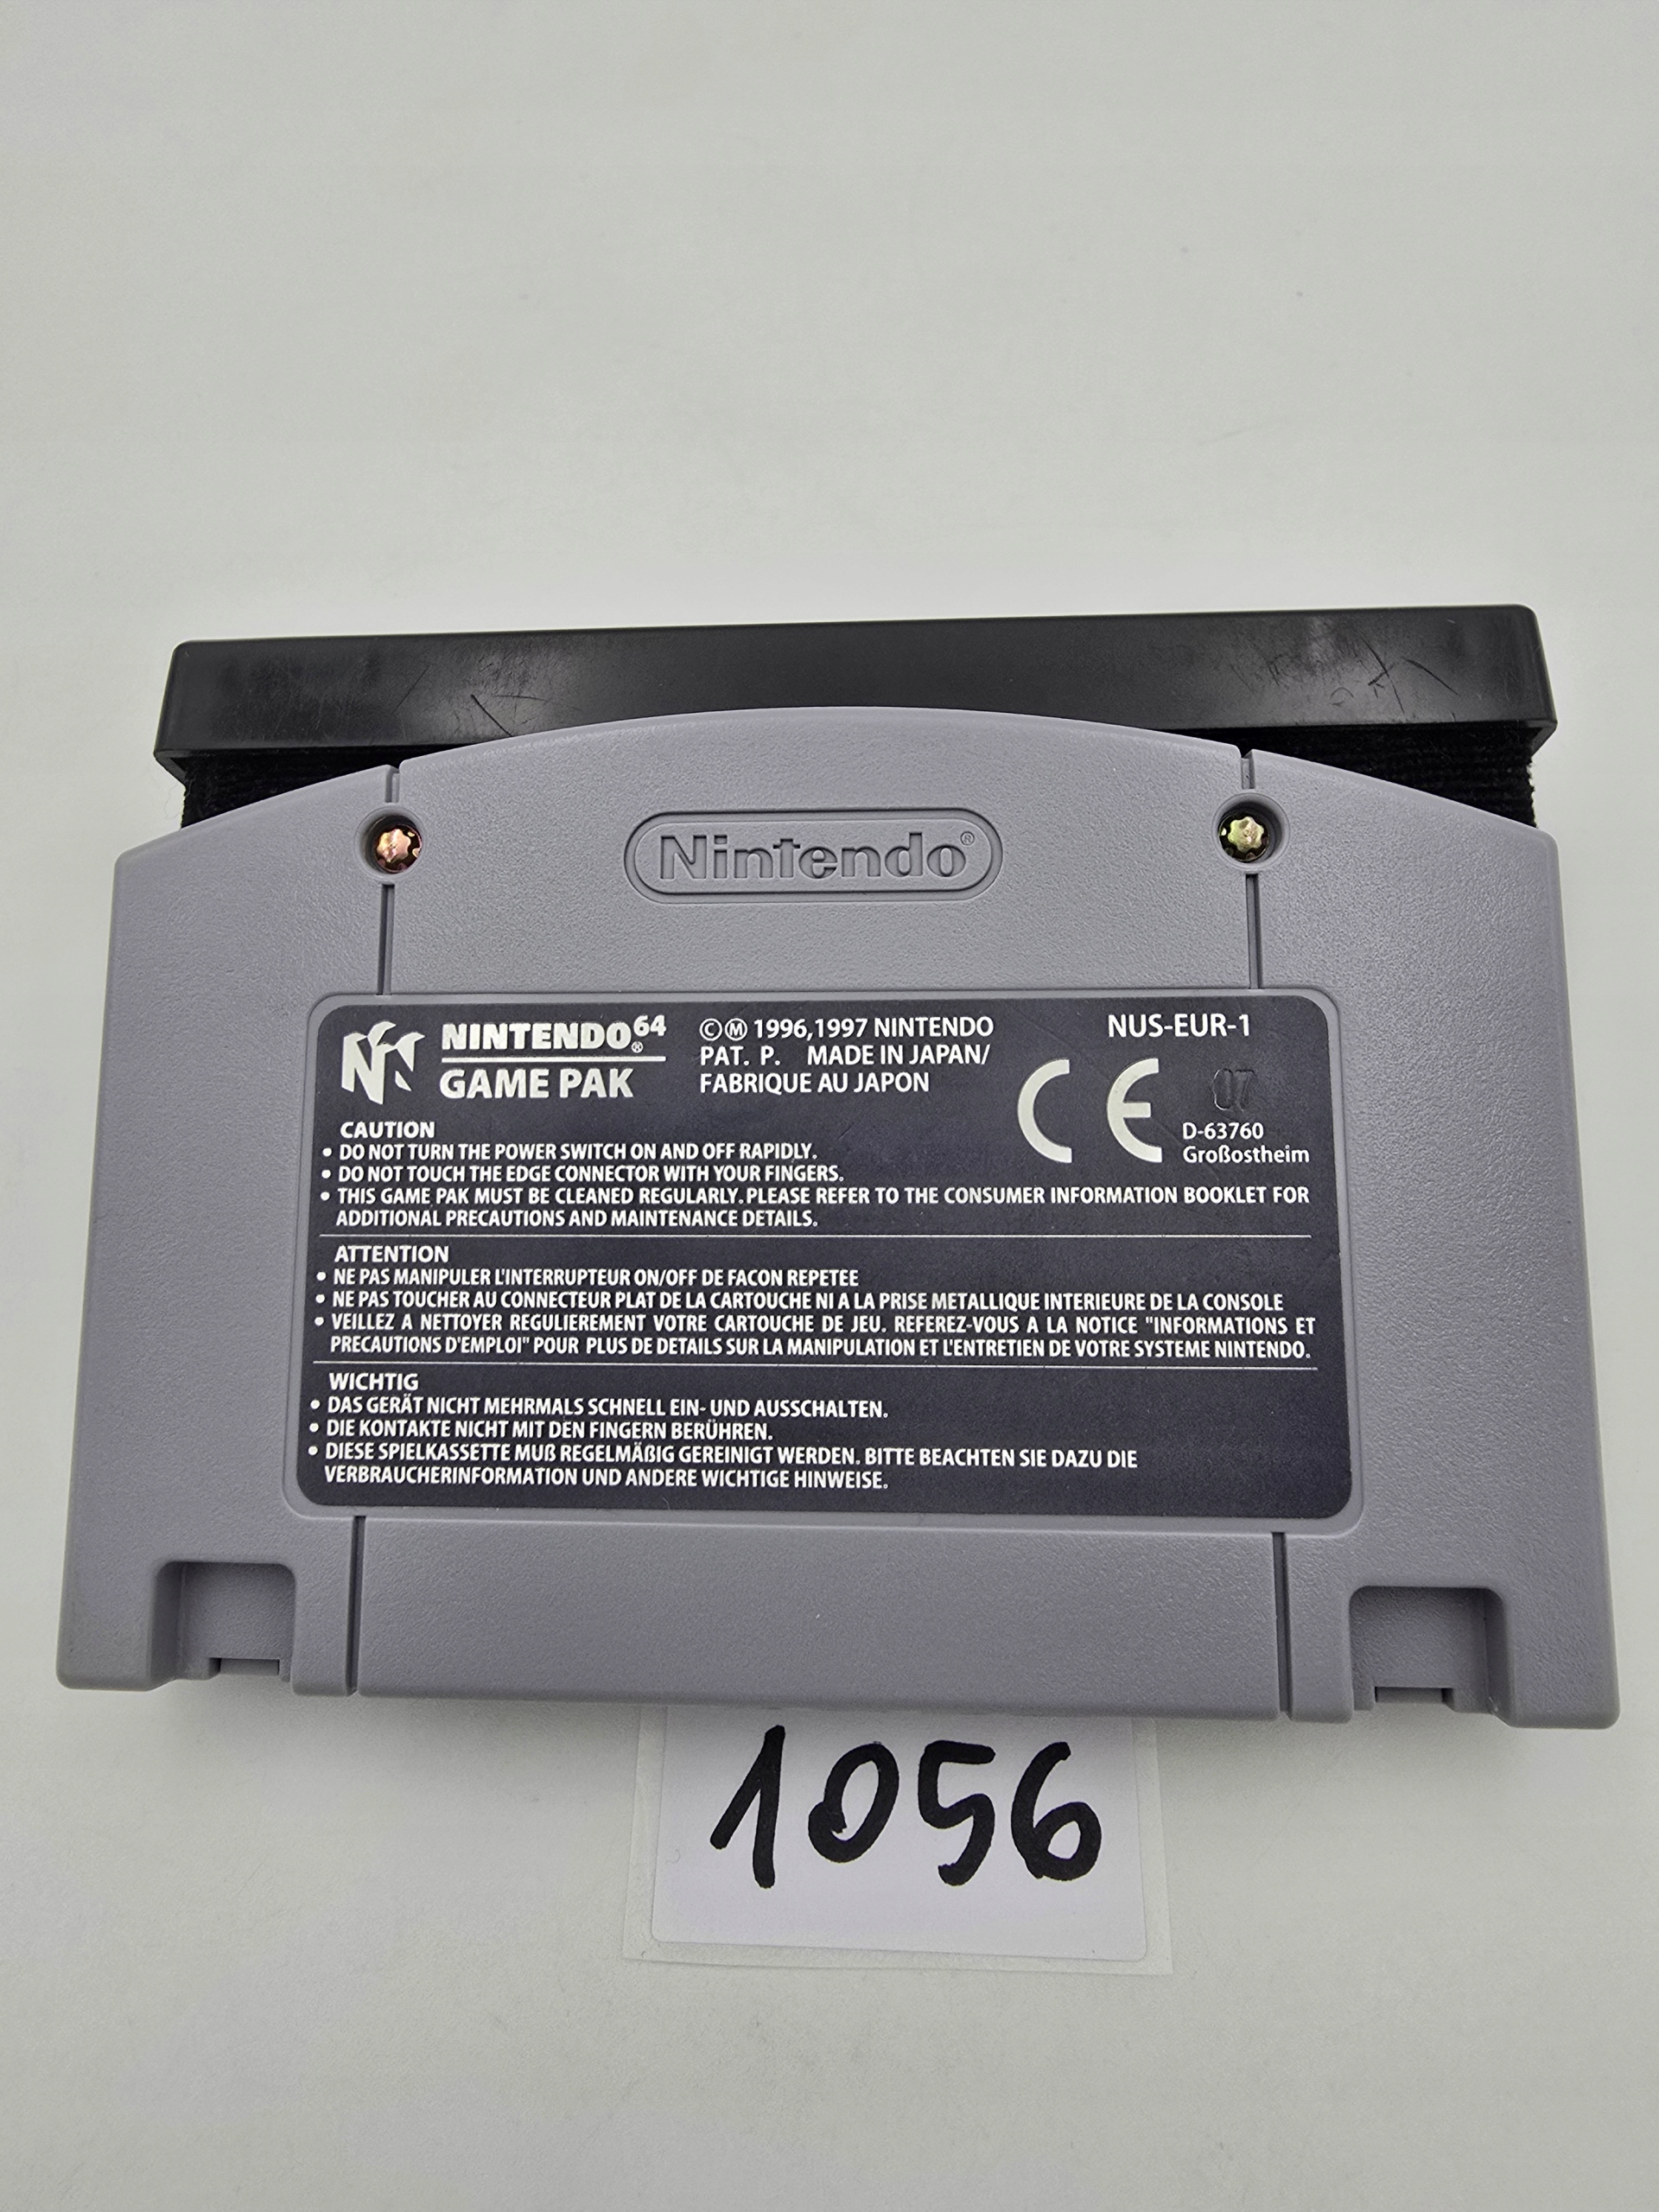 Nintendo®
NINTENDO64®
GAME PAK
©Ⓜ 1996,1997 NINTENDO
PAT. P. MADE IN JAPAN/
FABRIQUE AU JAPON
NUS-EUR-1
CE
07
D-63760
Großostheim
CAUTION
• DO NOT TURN THE POWER SWITCH ON AND OFF RAPIDLY.
• DO NOT TOUCH THE EDGE CONNECTOR WITH YOUR FINGERS.
• THIS GAME PAK MUST BE CLEANED REGULARLY. PLEASE REFER TO THE CONSUMER INFORMATION BOOKLET FOR
ADDITIONAL PRECAUTIONS AND MAINTENANCE DETAILS.
ATTENTION
• NE PAS MANIPULER L'INTERRUPTEUR ON/OFF DE FACON REPETEE
• NE PAS TOUCHER AU CONNECTEUR PLAT DE LA CARTOUCHE NI A LA PRISE METALLIQUE INTERIEURE DE LA CONSOLE
• VEILLEZ A NETTOYER REGULIEREMENT VOTRE CARTOUCHE DE JEU. REFEREZ-VOUS A LA NOTICE "INFORMATIONS ET
PRECAUTIONS D'EMPLOI" POUR PLUS DE DETAILS SUR LA MANIPULATION ET L'ENTRETIEN DE VOTRE SYSTEME NINTENDO.
WICHTIG
• DAS GERÄT NICHT MEHRMALS SCHNELL EIN- UND AUSSCHALTEN.
• DIE KONTAKTE NICHT MIT DEN FINGERN BERÜHREN.
• DIESE SPIELKASSETTE MUß REGELMÄßIG GEREINIGT WERDEN. BITTE BEACHTEN SIE DAZU DIE
VERBRAUCHERINFORMATION UND ANDERE WICHTIGE HINWEISE.
1056